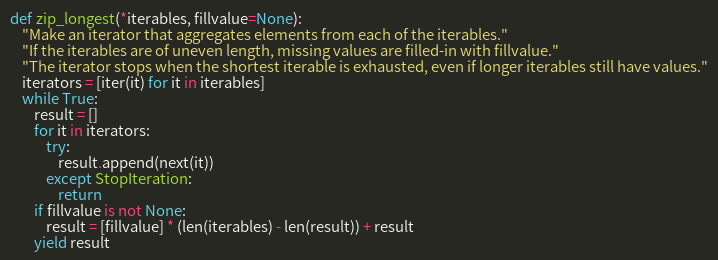 def zip_longest(*iterables, fillvalue=None):
    "Make an iterator that aggregates elements from each of the iterables."
    "If the iterables are of uneven length, missing values are filled-in with fillvalue."
    "The iterator stops when the shortest iterable is exhausted, even if longer iterables still have values."
    iterators = [iter(it) for it in iterables]
    while True:
        result = []
        for it in iterators:
            try:
                result.append(next(it))
            except StopIteration:
                return
        if fillvalue is not None:
            result = [fillvalue] * (len(iterables) - len(result)) + result
        yield result